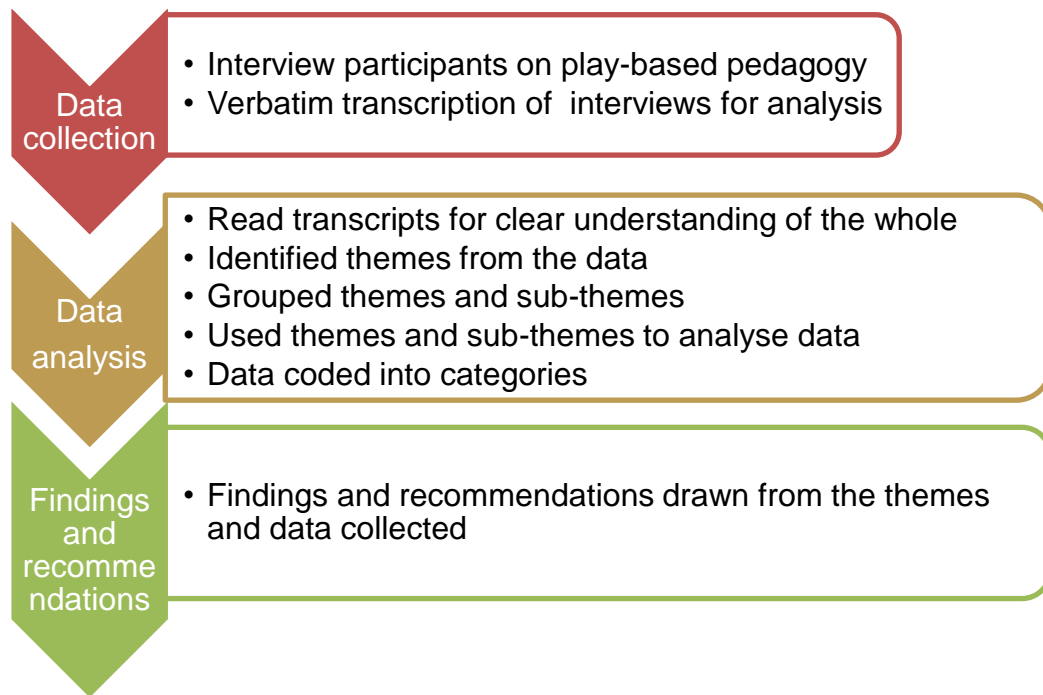 Data
collection
• Interview participants on play-based pedagogy
• Verbatim transcription of interviews for analysis
Data
analysis
• Read transcripts for clear understanding of the whole
• Identified themes from the data
• Grouped themes and sub-themes
• Used themes and sub-themes to analyse data
• Data coded into categories
Findings
and
recomme
ndations
• Findings and recommendations drawn from the themes
and data collected